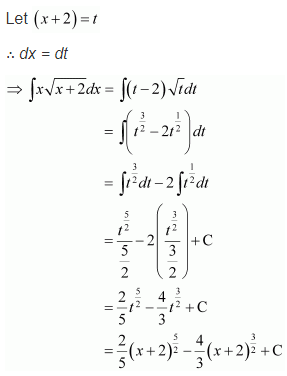 Let (x+2)=t
∴ dx = dt
⇒ ∫x√(x+2)dx = ∫(t−2)√t dt
= ∫(t^(3/2) − 2t^(1/2))dt
= ∫t^(3/2)dt − 2∫t^(1/2)dt
= t^(5/2)/(5/2) − 2(t^(3/2)/(3/2)) + C
= 2/5 t^(5/2) − 4/3 t^(3/2) + C
= 2/5 (x+2)^(5/2) − 4/3 (x+2)^(3/2) + C